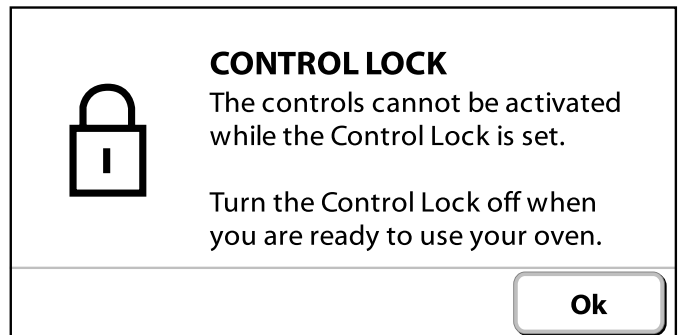 CONTROL LOCK
The controls cannot be activated
while the Control Lock is set.
Turn the Control Lock off when
you are ready to use your oven.
Ok